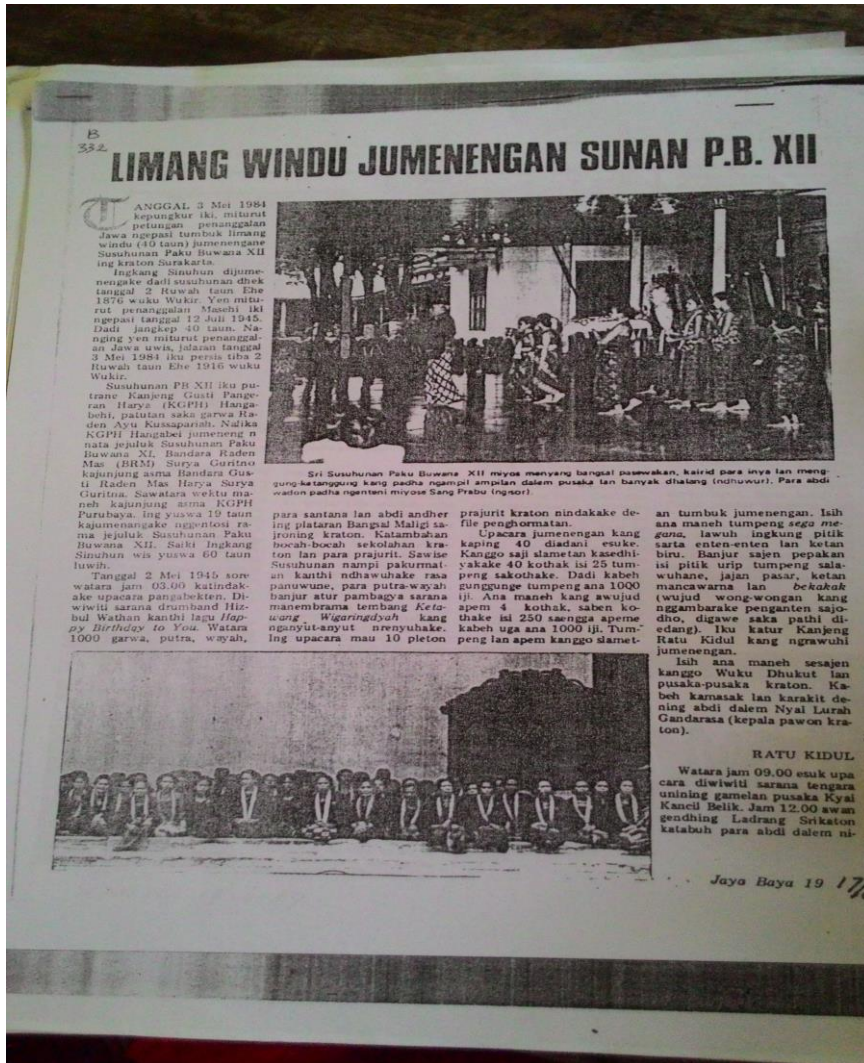 B
332
LIMANG WINDU JUMENENGAN SUNAN P.B. XII
TANGGAL 3 Mei 1984
kepungkur iki, miturut
petungan penanggalan
Jawa ngepasi tumbuk limang
windu (40 taun) jumenengane
Susuhunan Paku Buwana XII
ing kraton Surakarta.
Ingkang Sinuhun dijume-
nengake dadi susuhunan dhek
tanggal 2 Ruwah taun Ehe
1876 wuku Wukir. Yen mitu-
rut penanggalan Masehi iki
ngepasi tanggal 12 Juli 1945.
Dadi jangkep 40 taun. Na-
nging yen miturut penanggal-
an Jawa uwis, jalaran tanggal
3 Mei 1984 iku persis tiba 2
Ruwah taun Ehe 1916 wuku
Wukir.
Susuhunan PB XII iku pu-
trane Kanjeng Gusti Pange-
ran Harya (KGPH) Hanga-
behi, patutan saka garwa Ra-
den Ayu Kussapariah. Nalika
KGPH Hangabei jumeneng n
nata jejuluk Susuhunan Paku
Buwana XI, Bandara Raden
Mas (BRM) Surya Guritno
kajunjung asma Bandara Gus-
ti Raden Mas Harya Surya
Guritna. Sawatara wektu ma-
neh kajunjung asma KGPH
Purubaya. Ing yuswa 19 taun
kajumenangake nggentosi ra-
ma jejuluk Susuhunan Paku
Buwana XII. Saiki Ingkang
Sinuhun wis yuswa 60 taun
luwih.
Tanggal 2 Mei 1945 sore
watara jam 03.00 katindak-
ake upacara pangabekten. Di-
wiwiti sarana drumband Hiz-
bul Wathan kanthi lagu Hap-
py Birthday to You. Watara
1000 garwa, putra, wayah,
Sri Susuhunan Paku Buwana XII miyos menyang bangsal pasewakan, kairid para inya lan meng-
gung-ketanggung kang padha ngampil ampilan dalem pusaka lan banyak dhalang (ndhuwur). Para abdi
wadon padha ngenteni miyose Sang Prabu (ngisor).
para santana lan abdi andher
ing plataran Bangsal Maligi sa-
jroning kraton. Katambahan
bocah-bocah sekolahan kra-
ton lan para prajurit. Sawise
Susuhunan nampi pakurmat-
an kanthi ndhawuhake rasa
panuwune, para putra-wayah
banjur atur pambagya sarana
manembrama tembang Keta-
wang Wigaringdyah kang
nganyut-anyut nrenyuhake.
Ing upacara mau 10 pleton
prajurit kraton nindakake de-
file penghormatan.
Upacara jumenengan kang
kaping 40 dianani esuke.
Kanggo saji slametan kasedhi-
yakake 40 kothak isi 25 tum-
peng sakothake. Dadi kabeh
gunggunge tumpeng ana 1000
iji. Ana maneh kang awujud
apem 4 kothak, saben ko-
thake isi 250 saengga apeme
kabeh uga ana 1000 iji. Tum-
peng lan apem kanggo slamet-
an tumbuk jumenengan. Isih
ana maneh tumpeng sega me-
gana, lawuh ingkung pitik
sarta enten-enten lan ketan
biru. Banjur sajen pepakan
isi pitik urip tumpeng sala-
wuhane, jajan pasar, ketan
mancawarna lan bekakak
(wujud wong-wongan kang
nggambarake penganten sajo-
dho, digawe saka pathi di-
edang). Iku katur Kanjeng
Ratu Kidul kang ngrawuhi
jumenengan.
Isih ana maneh sesajen
kanggo Wuku Dhukut lan
pusaka-pusaka kraton. Ka-
beh kamasak lan karakit de-
ning abdi dalem Nyai Lurah
Gandarasa (kepala pawon kra-
ton).
RATU KIDUL
Watara jam 09.00 esuk upa
cara diwiwiti sarana tengara
unining gamelan pusaka Kyai
Kancil Belik. Jam 12.00 awan
gendhing Ladrang Srikaton
katabuh para abdi dalem ni-
Jaya Baya 19 17/